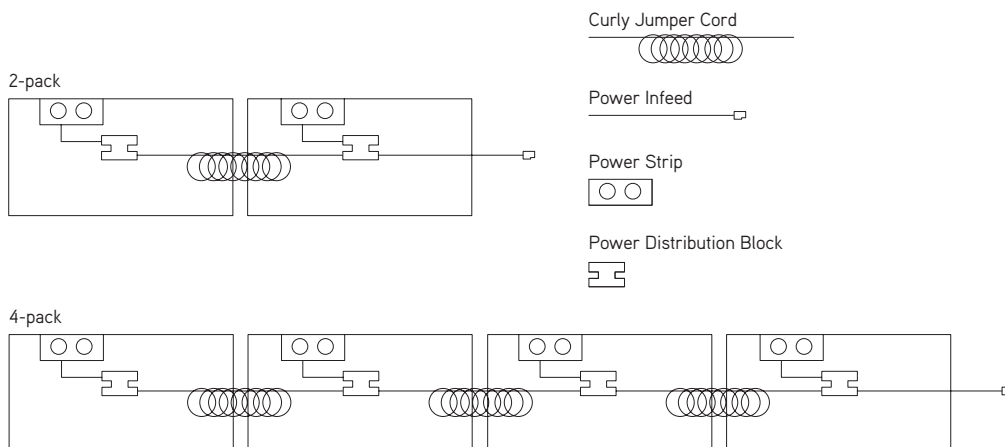 Curly Jumper Cord
2-pack
Power Infeed
Power Strip
Power Distribution Block
4-pack